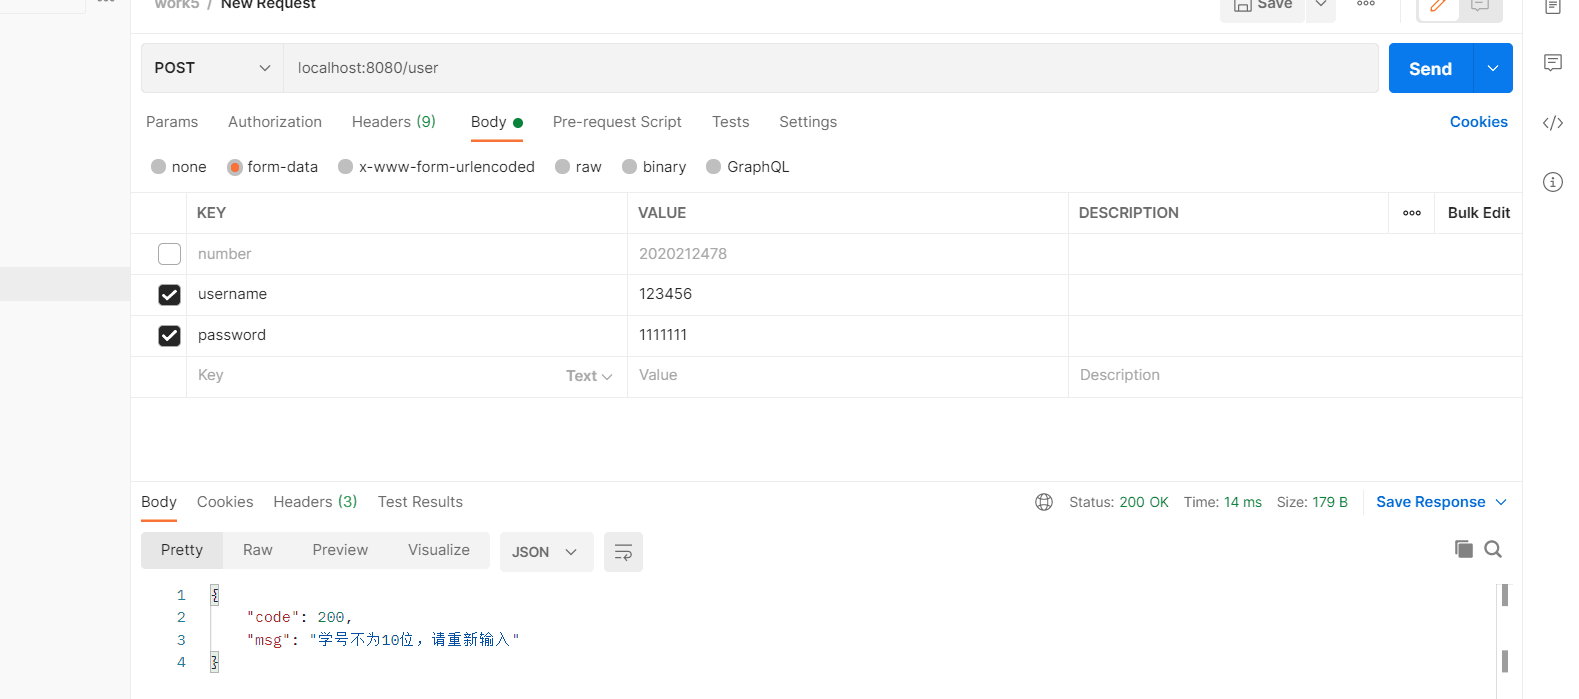 work5 / New Request
Save
POST
localhost:8080/user
Send
Params Authorization Headers (9) Body Pre-request Script Tests Settings Cookies
none form-data x-www-form-urlencoded raw binary GraphQL
KEY VALUE DESCRIPTION Bulk Edit
number 2020212478
username 123456
password 1111111
Key Text Value Description
Body Cookies Headers (3) Test Results Status: 200 OK Time: 14 ms Size: 179 B Save Response
Pretty Raw Preview Visualize JSON
1 {
2 "code": 200,
3 "msg": "学号不为10位，请重新输入"
4 }